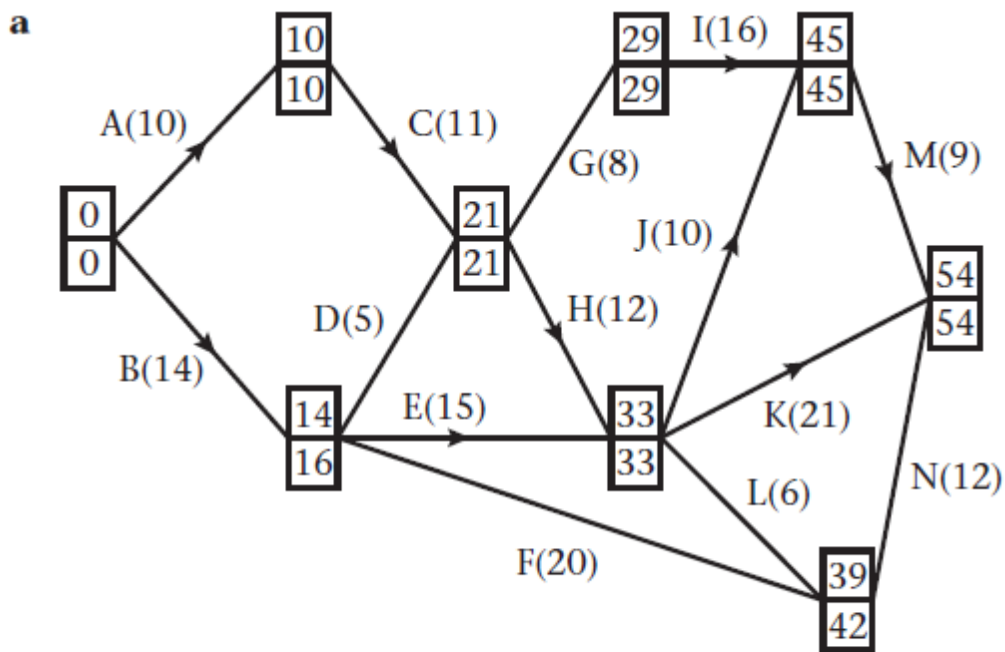 a
10
10
29
29
I(16)
45
45
A(10)
C(11)
G(8)
M(9)
0
0
21
21
J(10)
54
54
D(5)
H(12)
B(14)
14
16
E(15)
33
33
K(21)
L(6)
N(12)
F(20)
39
42